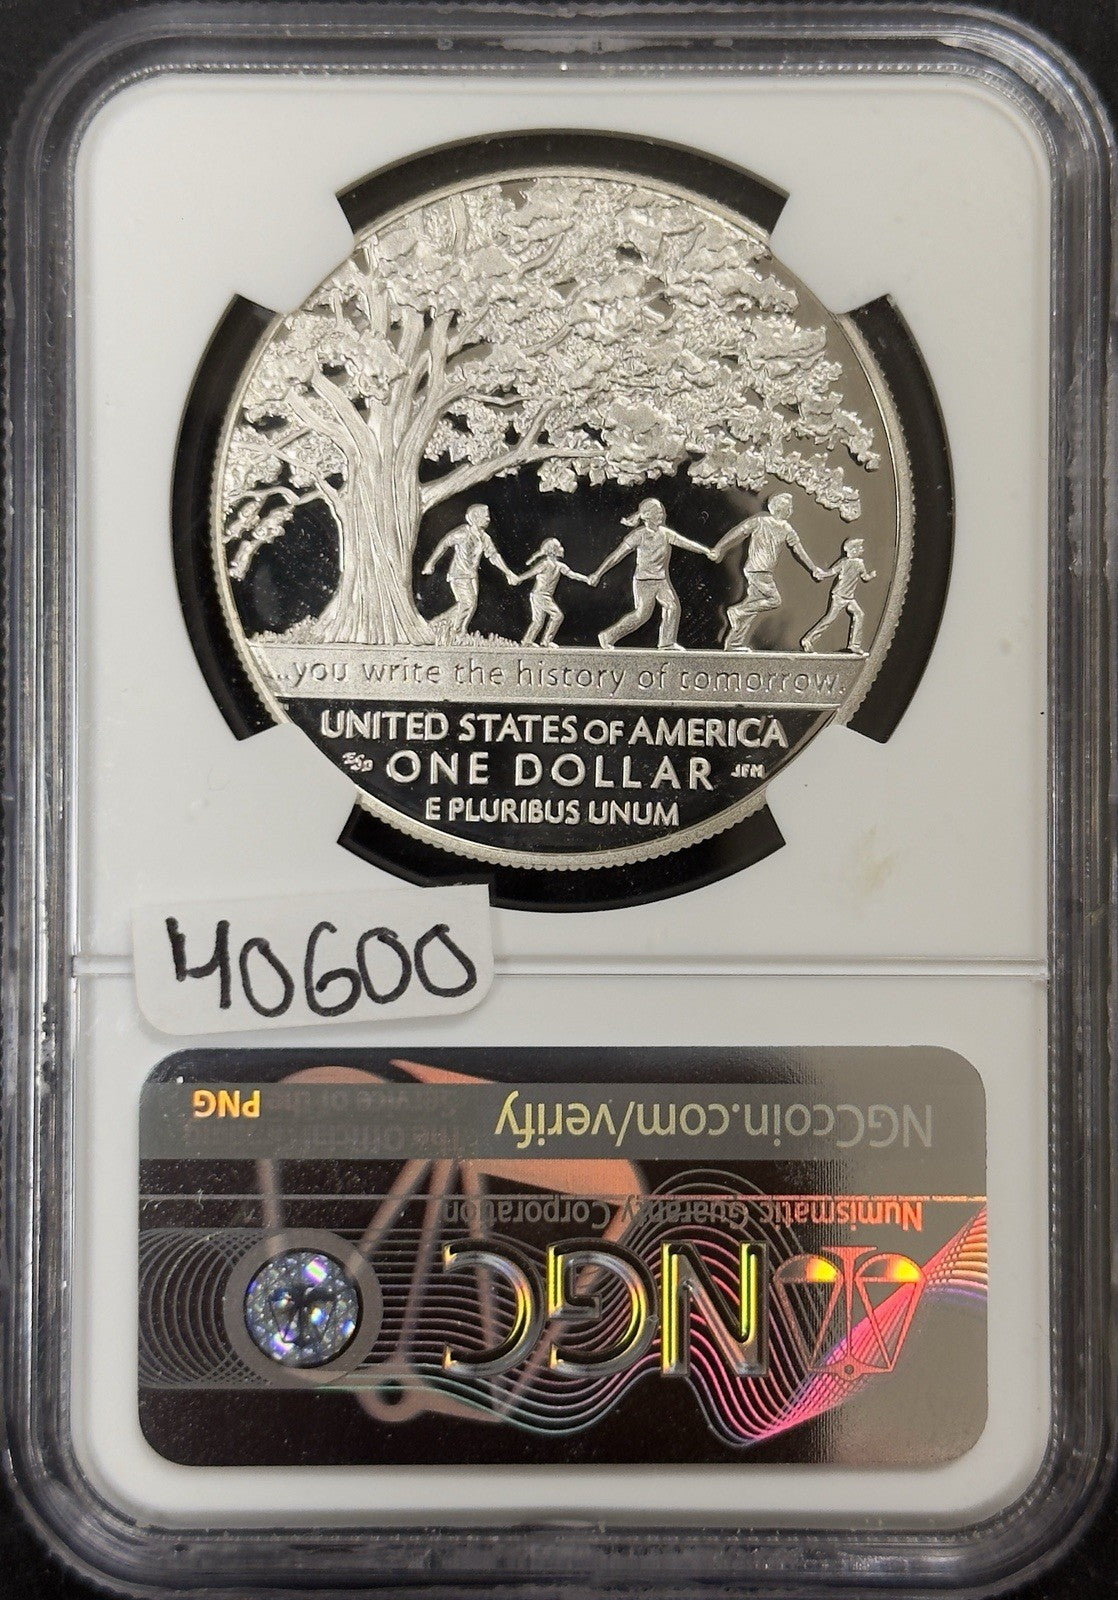 ...you write the history of tomorrow.
UNITED STATES OF AMERICA
ONE DOLLAR
JFM
E PLURIBUS UNUM
40600
NGCcoin.com/verify
PNG
Numismatic Guaranty Corporation
NGC